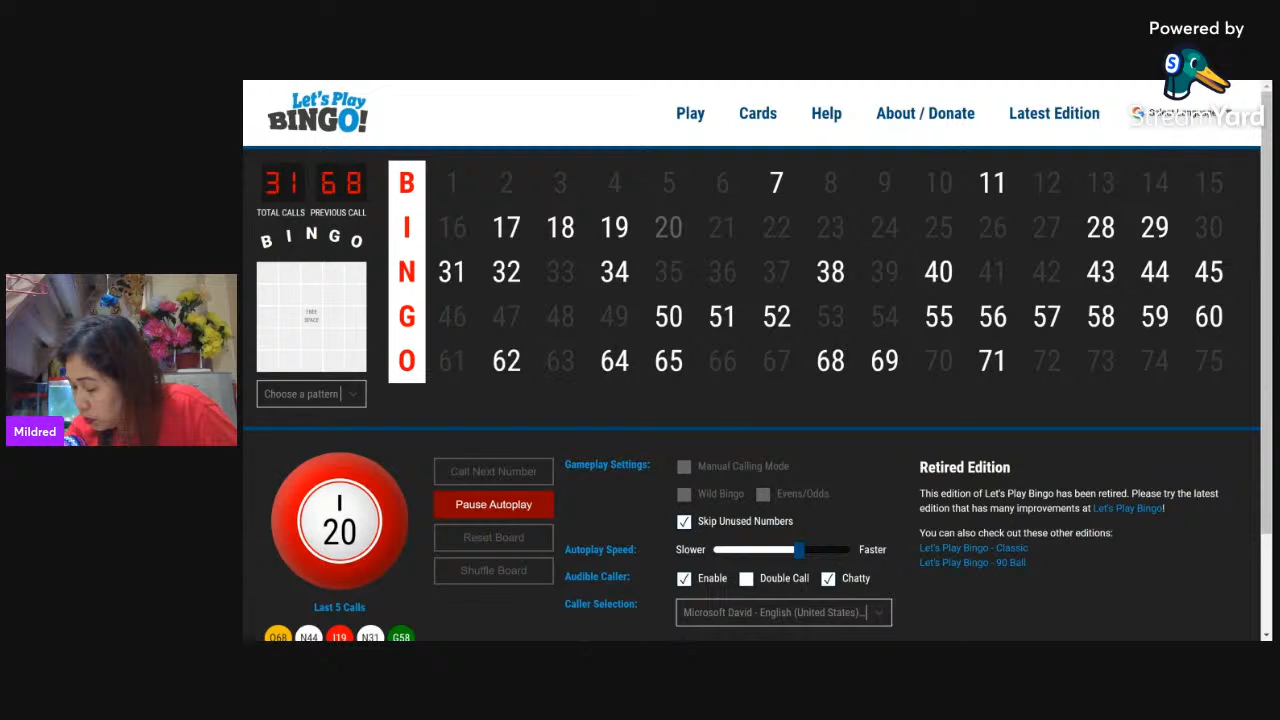 Powered by
StreamYard
Let's Play
BINGO!
Play
Cards
Help
About / Donate
Latest Edition
Select Language
31 68
TOTAL CALLS PREVIOUS CALL
B I N G O
FREE
SPACE
Choose a pattern
B 1 2 3 4 5 6 7 8 9 10 11 12 13 14 15
I 16 17 18 19 20 21 22 23 24 25 26 27 28 29 30
N 31 32 33 34 35 36 37 38 39 40 41 42 43 44 45
G 46 47 48 49 50 51 52 53 54 55 56 57 58 59 60
O 61 62 63 64 65 66 67 68 69 70 71 72 73 74 75
Mildred
I
20
Last 5 Calls
O68 N44 I19 N31 G58
Call Next Number
Pause Autoplay
Reset Board
Shuffle Board
Gameplay Settings:
Manual Calling Mode
Wild Bingo Evens/Odds
Skip Unused Numbers
Autoplay Speed: Slower Faster
Audible Caller: Enable Double Call Chatty
Caller Selection: Microsoft David - English (United States)...
Retired Edition
This edition of Let's Play Bingo has been retired. Please try the latest
edition that has many improvements at Let's Play Bingo!
You can also check out these other editions:
Let's Play Bingo - Classic
Let's Play Bingo - 90 Ball